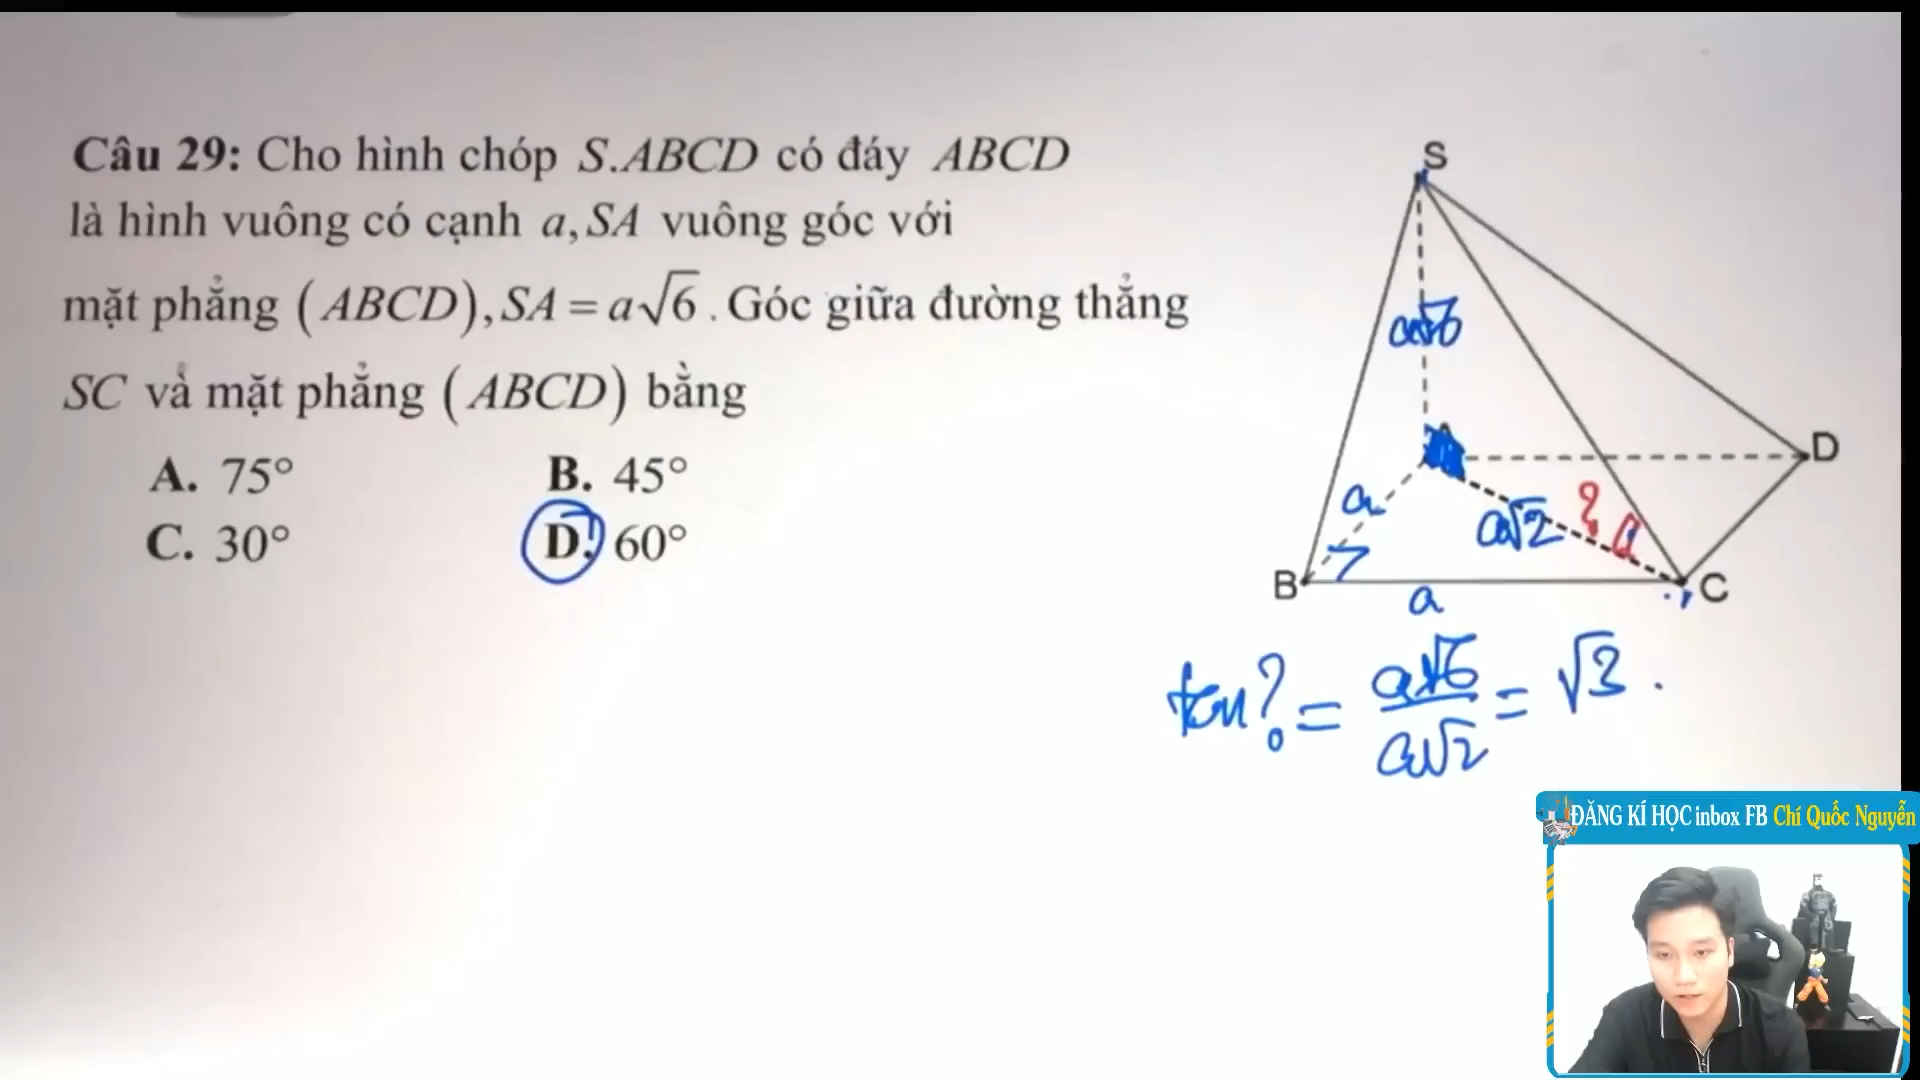 Câu 29: Cho hình chóp S.ABCD có đáy ABCD
là hình vuông có cạnh a, SA vuông góc với
mặt phẳng (ABCD), SA = a√6. Góc giữa đường thẳng
SC và mặt phẳng (ABCD) bằng
A. 75° B. 45°
C. 30° D. 60°
S
a√6
D
a
a√2
?
B
C
a
tan? = a√6/a√2 = √3.
ĐĂNG KÍ HỌC inbox FB Chí Quốc Nguyễn